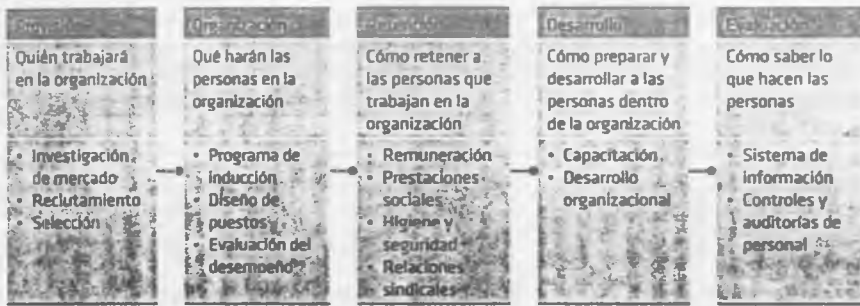 Provisión
Quién trabajará
en la organización
• Investigación
de mercado
• Reclutamiento
• Selección
Organización
Qué harán las
personas en la
organización
• Programa de
inducción
• Diseño de
puestos
• Evaluación del
desempeño
Retención
Cómo retener a
las personas que
trabajan en la
organización
• Remuneración
• Prestaciones
sociales
• Higiene y
seguridad
• Relaciones
sindicales
Desarrollo
Cómo preparar y
desarrollar a las
personas dentro
de la organización
• Capacitación
• Desarrollo
organizacional
Evaluación
Cómo saber lo
que hacen las
personas
• Sistema de
información
• Controles y
auditorías de
personal